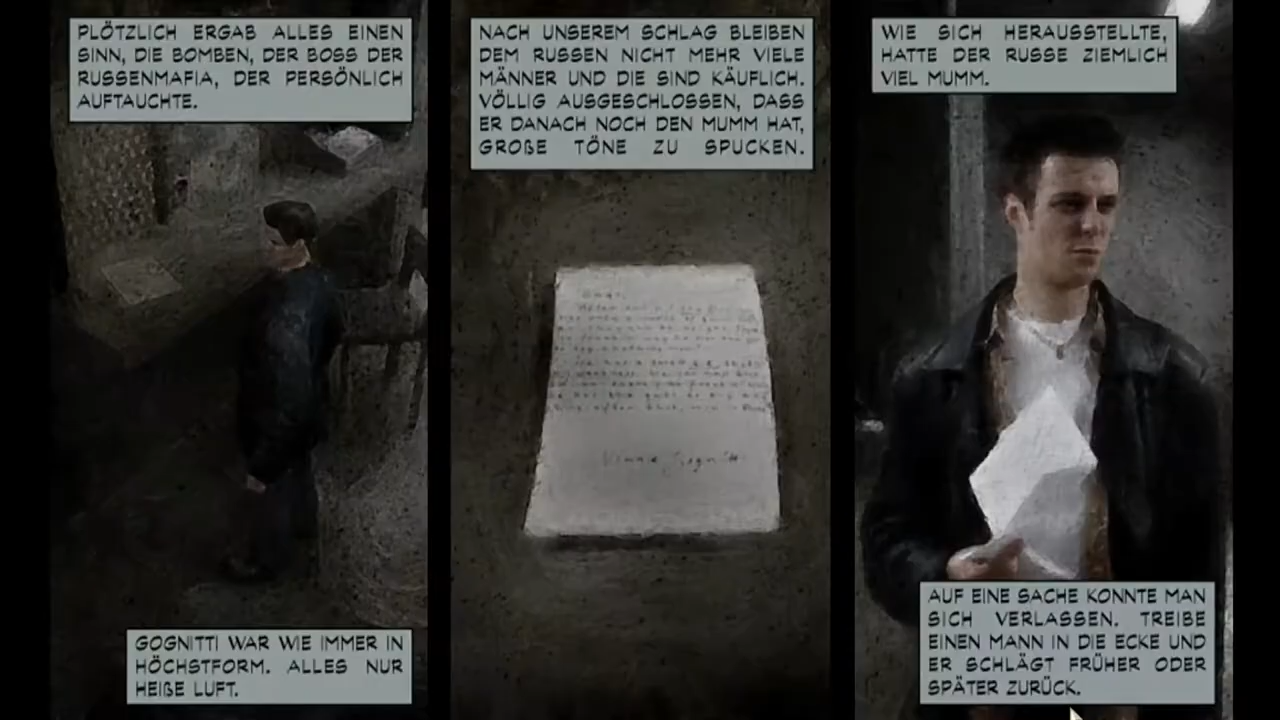 PLÖTZLICH ERGAB ALLES EINEN
SINN, DIE BOMBEN, DER BOSS DER
RUSSENMAFIA, DER PERSÖNLICH
AUFTAUCHTE.
GOGNITTI WAR WIE IMMER IN
HÖCHSTFORM. ALLES NUR
HEIßE LUFT.
NACH UNSEREM SCHLAG BLEIBEN
DEM RUSSEN NICHT MEHR VIELE
MÄNNER UND DIE SIND KÄUFLICH.
VÖLLIG AUSGESCHLOSSEN, DASS
ER DANACH NOCH DEN MUMM HAT,
GROßE TÖNE ZU SPUCKEN.
Vinnie Gognitti
WIE SICH HERAUSSTELLTE,
HATTE DER RUSSE ZIEMLICH
VIEL MUMM.
AUF EINE SACHE KONNTE MAN
SICH VERLASSEN. TREIBE
EINEN MANN IN DIE ECKE UND
ER SCHLÄGT FRÜHER ODER
SPÄTER ZURÜCK.